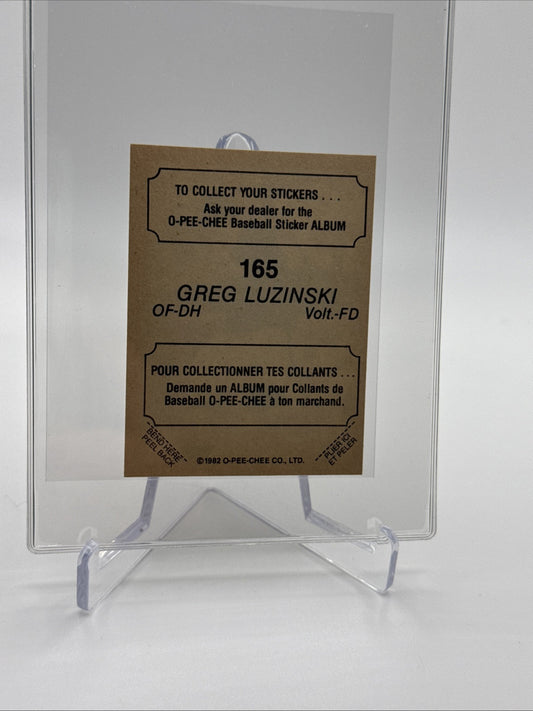 TO COLLECT YOUR STICKERS . . .
Ask your dealer for the
O-PEE-CHEE Baseball Sticker ALBUM
165
GREG LUZINSKI
OF-DH Volt.-FD
POUR COLLECTIONNER TES COLLANTS . . .
Demande un ALBUM pour Collants de
Baseball O-PEE-CHEE à ton marchand.
BEND HERE
PEEL BACK
©1982 O-PEE-CHEE CO., LTD.
PLIER ICI
ET PELER